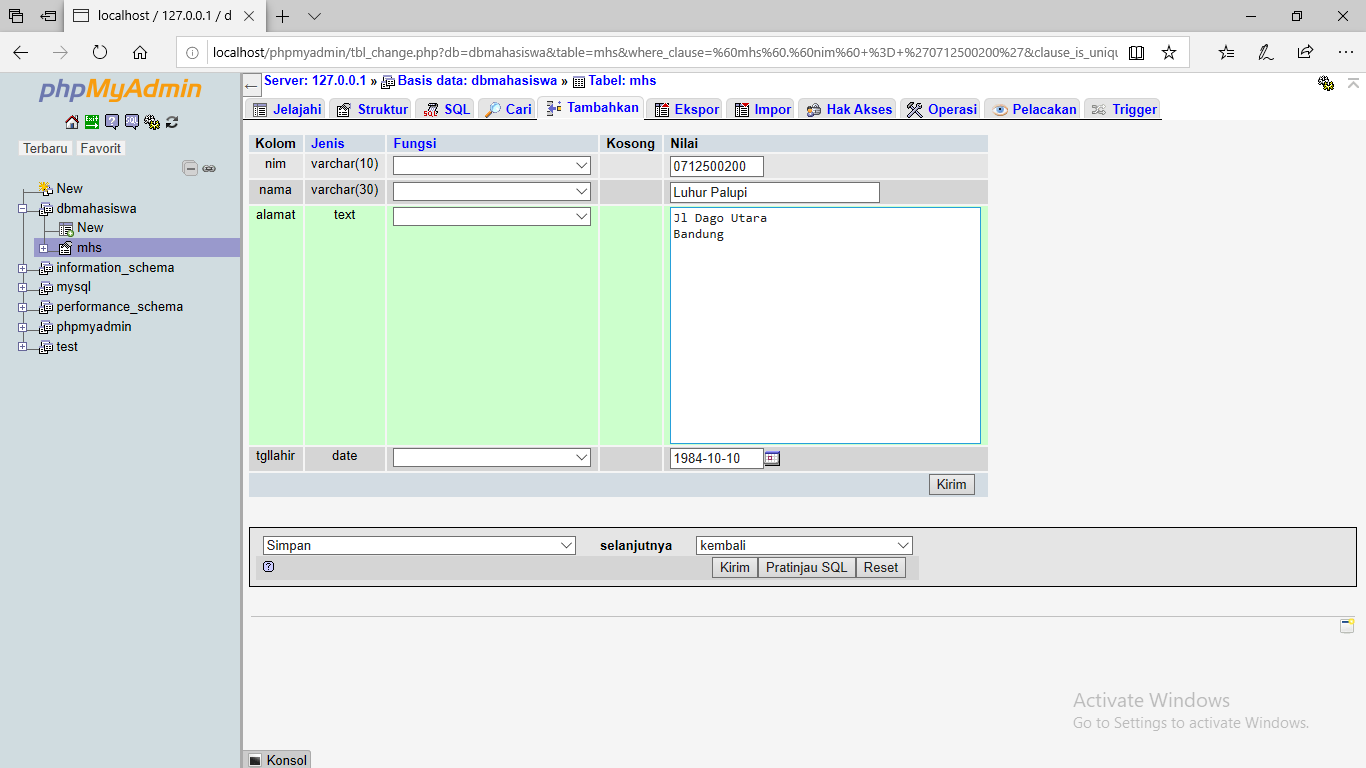 localhost / 127.0.0.1 / d
localhost/phpmyadmin/tbl_change.php?db=dbmahasiswa&table=mhs&where_clause=%60mhs%60.%60nim%60+%3D+%270712500200%27&clause_is_uniqu
phpMyAdmin
Terbaru Favorit
New
dbmahasiswa
New
mhs
information_schema
mysql
performance_schema
phpmyadmin
test
Server: 127.0.0.1 » Basis data: dbmahasiswa » Tabel: mhs
Jelajahi Struktur SQL Cari Tambahkan Ekspor Impor Hak Akses Operasi Pelacakan Trigger
Kolom Jenis Fungsi Kosong Nilai
nim varchar(10) 0712500200
nama varchar(30) Luhur Palupi
alamat text Jl Dago Utara
Bandung
tgllahir date 1984-10-10
Kirim
Simpan selanjutnya kembali
Kirim Pratinjau SQL Reset
Activate Windows
Go to Settings to activate Windows.
Konsol